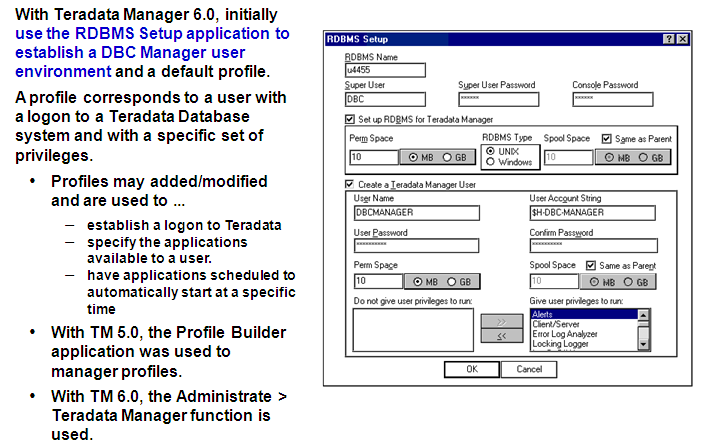 With Teradata Manager 6.0, initially
use the RDBMS Setup application to
establish a DBC Manager user
environment and a default profile.
A profile corresponds to a user with
a logon to a Teradata Database
system and with a specific set of
privileges.
• Profiles may added/modified
and are used to ...
– establish a logon to Teradata
– specify the applications
available to a user.
– have applications scheduled to
automatically start at a specific
time
• With TM 5.0, the Profile Builder
application was used to
manager profiles.
• With TM 6.0, the Administrate >
Teradata Manager function is
used.
RDBMS Setup
RDBMS Name
u4455
Super User Super User Password Console Password
DBC ****** ******
Set up RDBMS for Teradata Manager
Perm Space RDBMS Type Spool Space Same as Parent
10 MB GB UNIX Windows 10 MB GB
Create a Teradata Manager User
User Name User Account String
DBCMANAGER $H-DBC-MANAGER
User Password Confirm Password
********** **********
Perm Space Spool Space Same as Parent
10 MB GB 10 MB GB
Do not give user privileges to run: Give user privileges to run:
Alerts
Client/Server
>> Error Log Analyzer
<< Locking Logger
OK Cancel